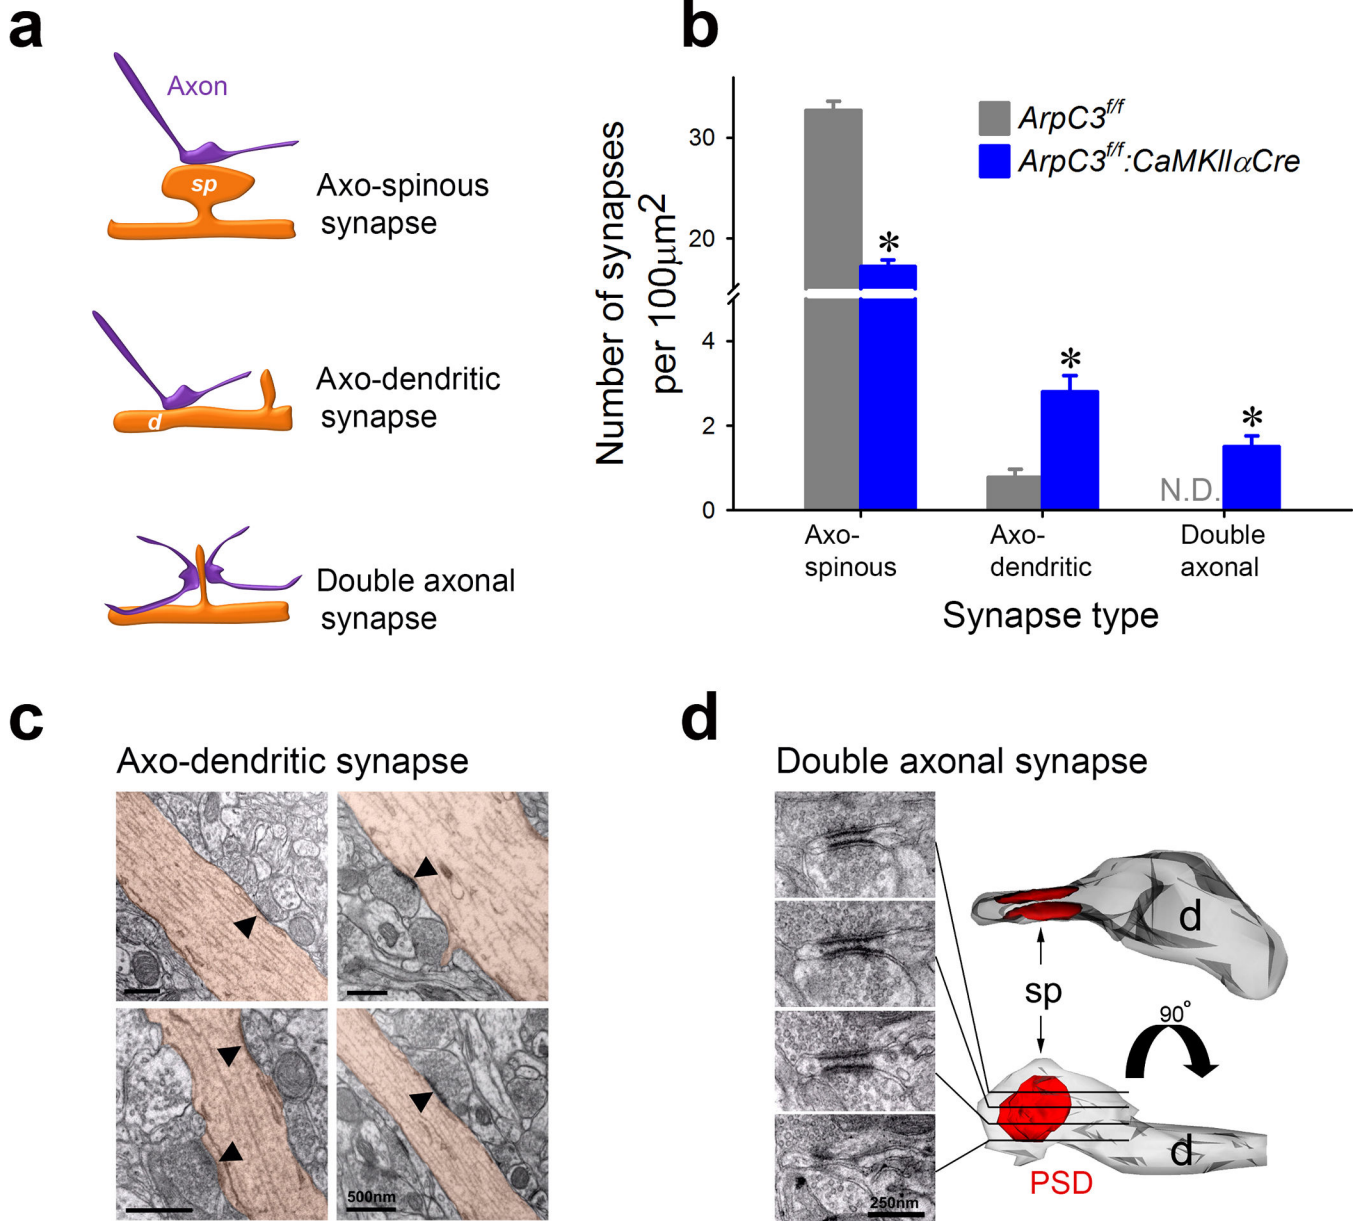 a
Axon
sp
Axo-spinous
synapse
d
Axo-dendritic
synapse
Double axonal
synapse
b
Number of synapses
per 100µm2
30
20
4
2
0
ArpC3f/f
ArpC3f/f:CaMKIIαCre
*
*
*
N.D.
Axo-
spinous
Axo-
dendritic
Double
axonal
Synapse type
c
Axo-dendritic synapse
500nm
d
Double axonal synapse
250nm
d
sp
90°
d
PSD